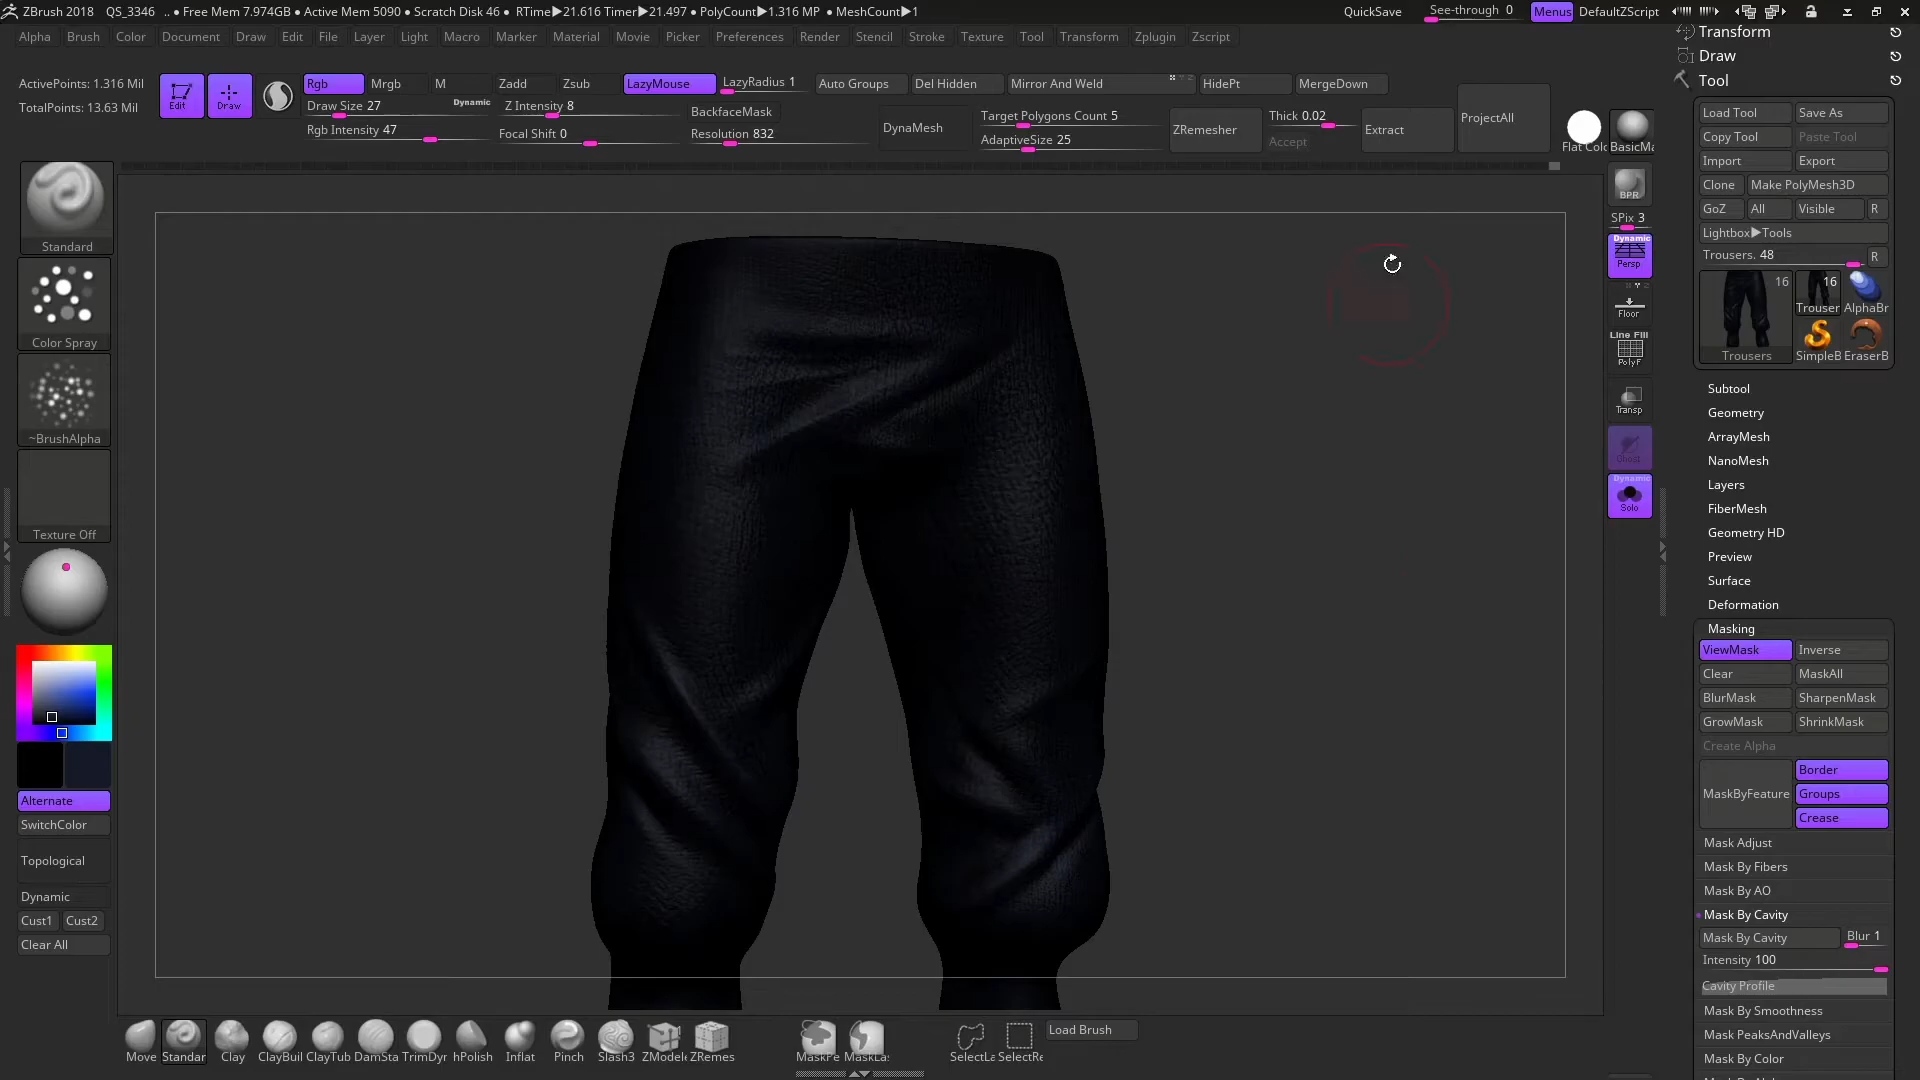 ZBrush 2018 QS_3346 .. • Free Mem 7.974GB • Active Mem 5090 • Scratch Disk 46 • RTime▶21.616 Timer▶21.497 • PolyCount▶1.316 MP • MeshCount▶1 QuickSave See-through 0 Menus DefaultZScript
Alpha Brush Color Document Draw Edit File Layer Light Macro Marker Material Movie Picker Preferences Render Stencil Stroke Texture Tool Transform Zplugin Zscript
ActivePoints: 1.316 Mil
TotalPoints: 13.63 Mil
Edit
Draw
Rgb Mrgb M Zadd Zsub LazyMouse LazyRadius 1 Auto Groups Del Hidden Mirror And Weld HidePt MergeDown
Draw Size 27 Dynamic Z Intensity 8 BackfaceMask
Rgb Intensity 47 Focal Shift 0 Resolution 832
DynaMesh
Target Polygons Count 5
AdaptiveSize 25
ZRemesher
Thick 0.02
Accept
Extract
ProjectAll
Flat Colo BasicMa
Standard
Color Spray
~BrushAlpha
Texture Off
Alternate
SwitchColor
Topological
Dynamic
Cust1 Cust2
Clear All
BPR
SPix 3
Dynamic
Persp
Floor
Line Fill
PolyF
Transp
Ghost
Dynamic
Solo
Transform
Draw
Tool
Load Tool Save As
Copy Tool Paste Tool
Import Export
Clone Make PolyMesh3D
GoZ All Visible R
Lightbox▶Tools
Trousers. 48 R
16 16
Trouser AlphaBr
Trousers SimpleB EraserB
Subtool
Geometry
ArrayMesh
NanoMesh
Layers
FiberMesh
Geometry HD
Preview
Surface
Deformation
Masking
ViewMask Inverse
Clear MaskAll
BlurMask SharpenMask
GrowMask ShrinkMask
Create Alpha
MaskByFeature
Border
Groups
Crease
Mask Adjust
Mask By Fibers
Mask By AO
Mask By Cavity
Mask By Cavity Blur 1
Intensity 100
Cavity Profile
Mask By Smoothness
Mask PeaksAndValleys
Mask By Color
Move Standar Clay ClayBuil ClayTub DamSta TrimDyr hPolish Inflat Pinch Slash3 ZModele ZRemes MaskPe MaskLa: SelectLa SelectRe Load Brush